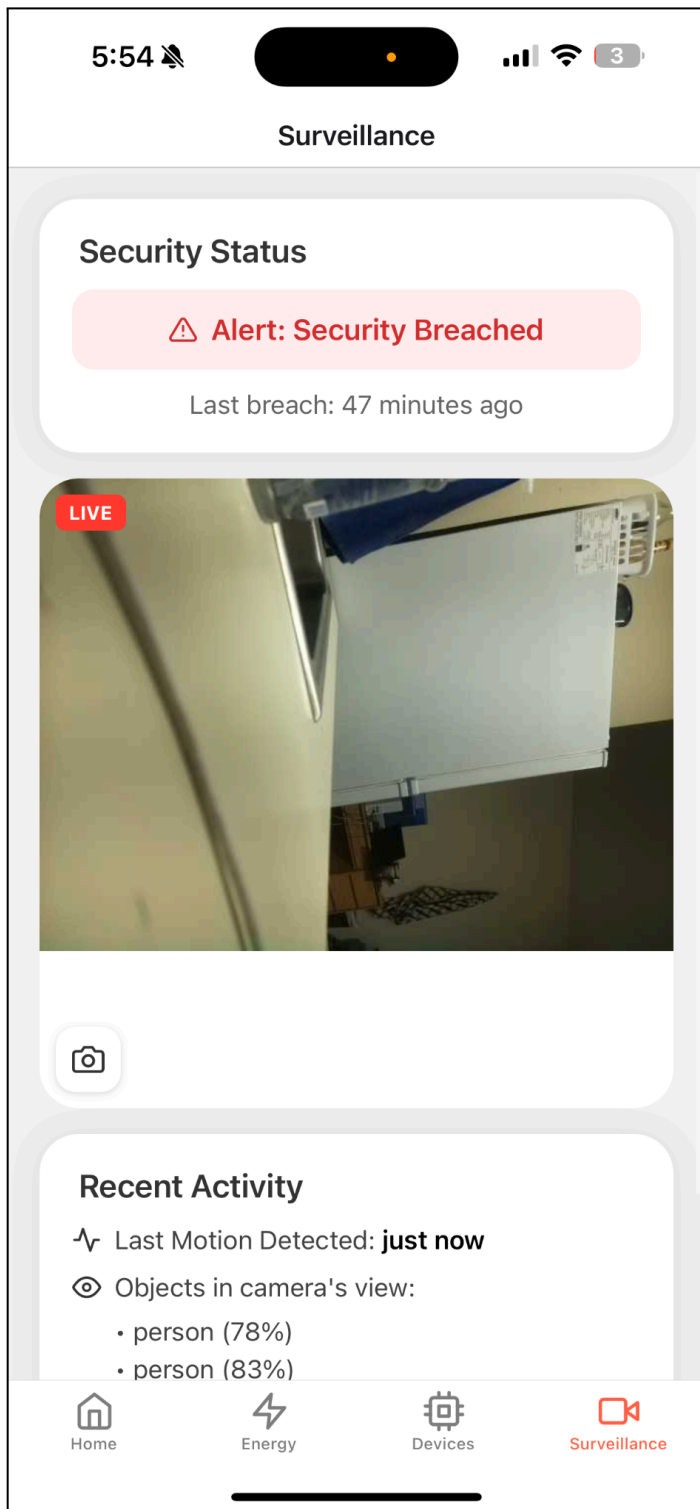 5:54
3
Surveillance
Security Status
Alert: Security Breached
Last breach: 47 minutes ago
LIVE
Recent Activity
Last Motion Detected: just now
Objects in camera's view:
• person (78%)
• person (83%)
Home Energy Devices Surveillance